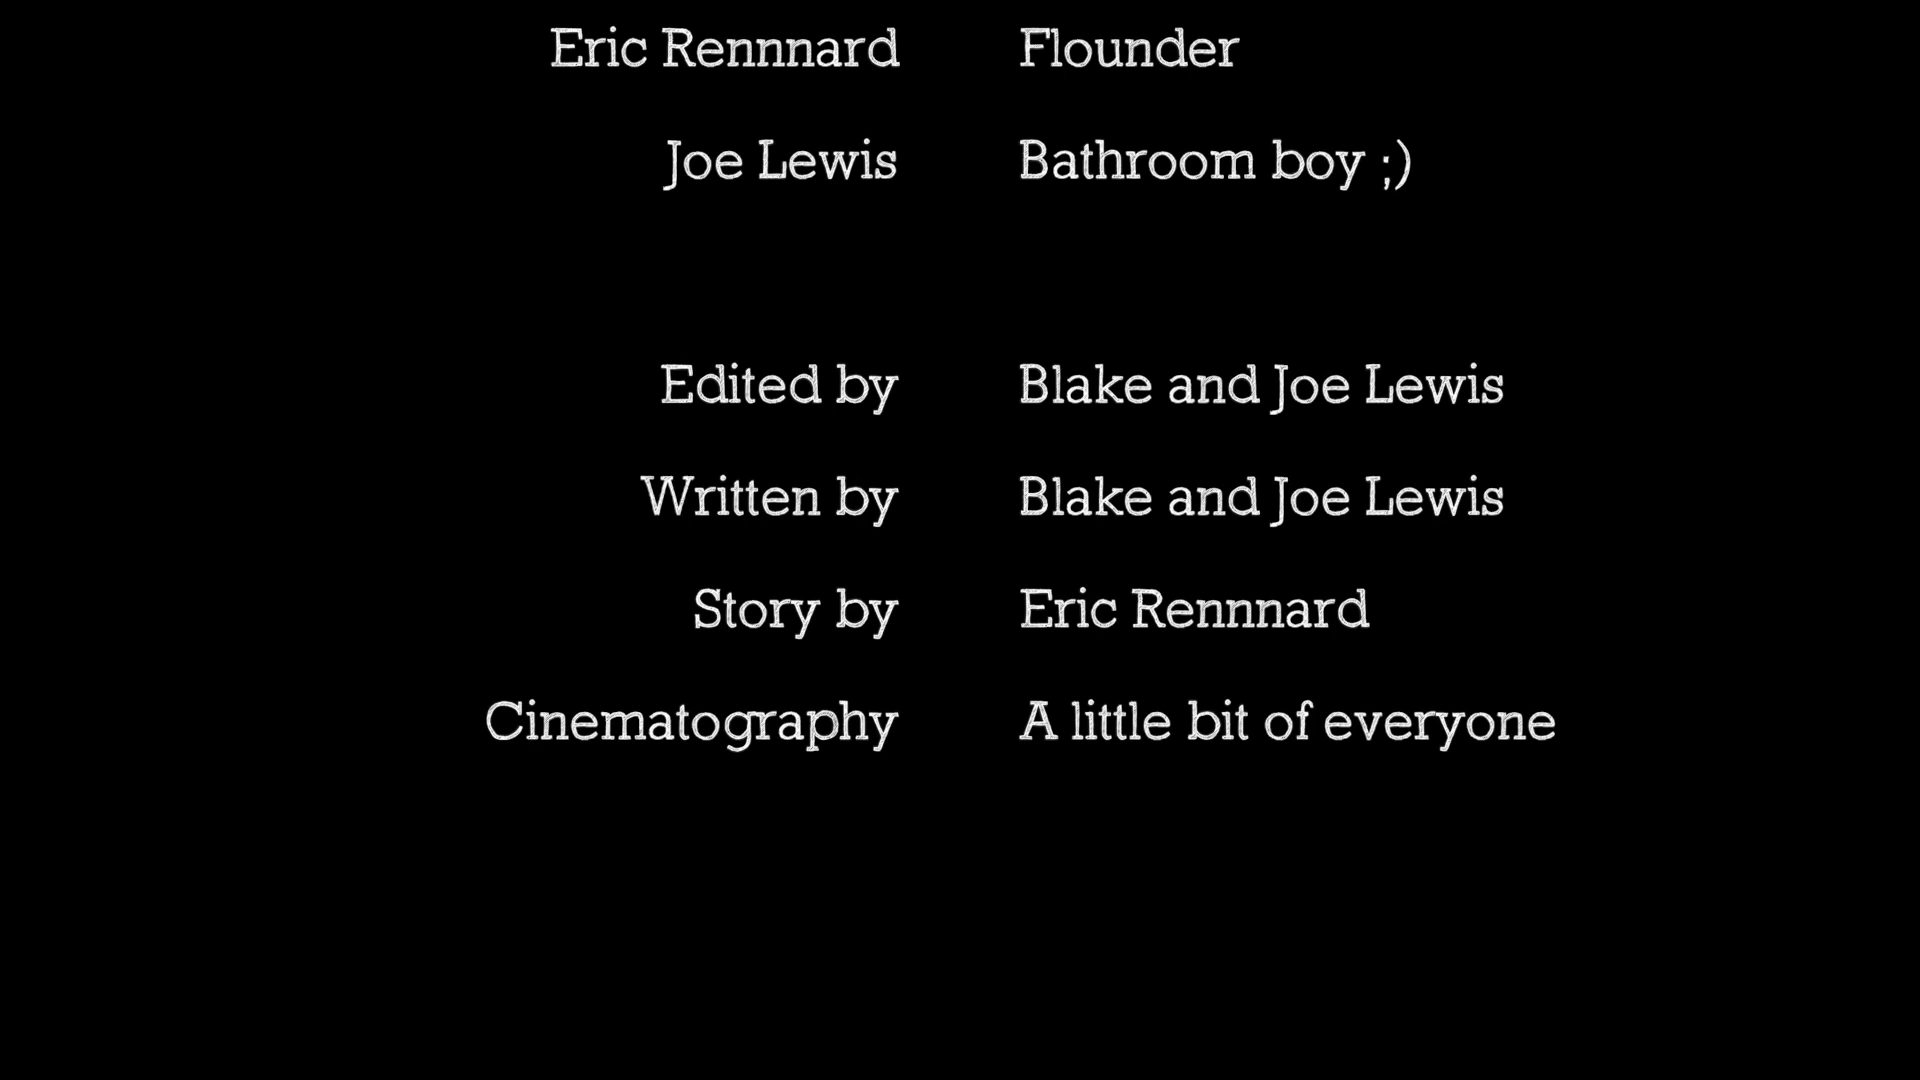 Eric Rennnard Flounder
Joe Lewis Bathroom boy ;)
Edited by Blake and Joe Lewis
Written by Blake and Joe Lewis
Story by Eric Rennnard
Cinematography A little bit of everyone